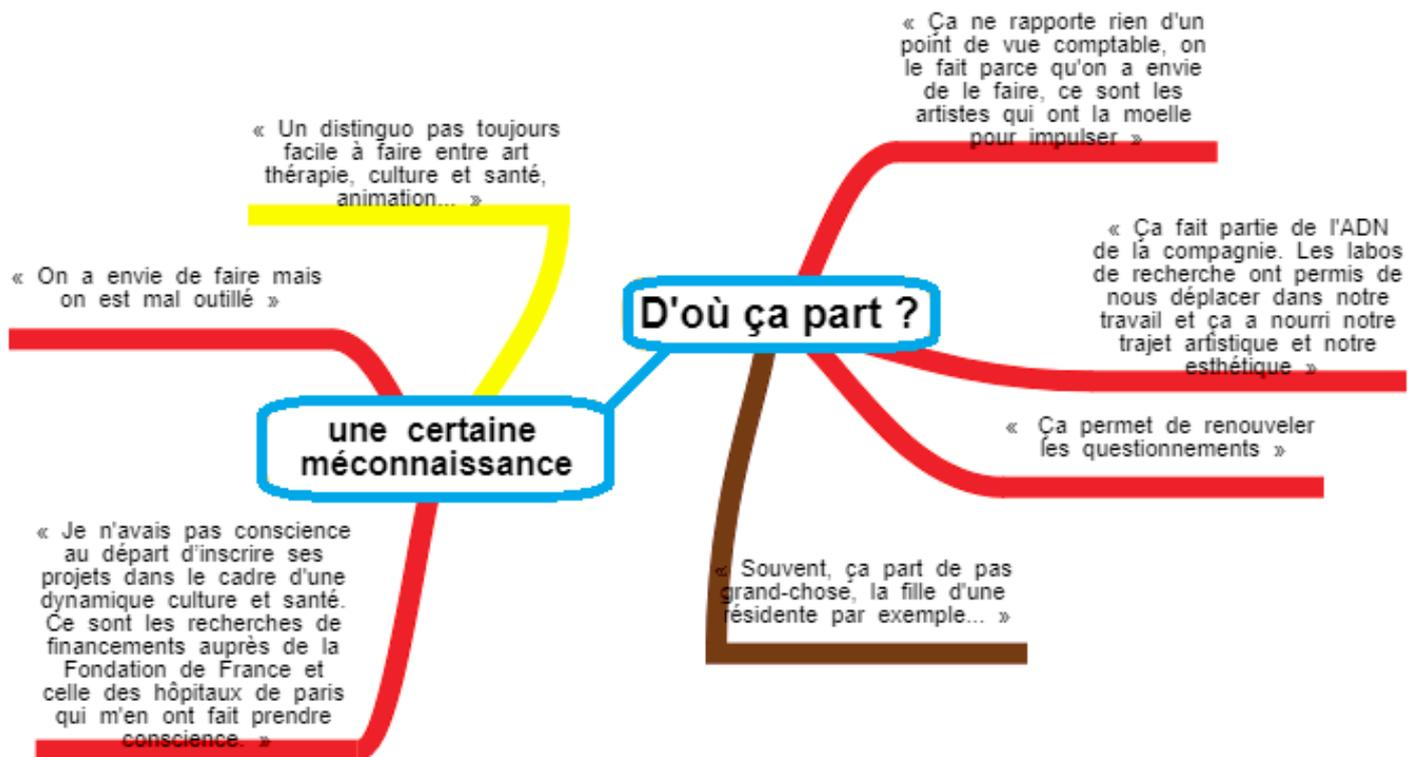 « Ça ne rapporte rien d'un
point de vue comptable, on
le fait parce qu'on a envie
de le faire, ce sont les
artistes qui ont la moelle
pour impulser »
« Un distinguo pas toujours
facile à faire entre art
thérapie, culture et santé,
animation... »
« Ça fait partie de l'ADN
de la compagnie. Les labos
de recherche ont permis de
nous déplacer dans notre
travail et ça a nourri notre
trajet artistique et notre
esthétique »
« On a envie de faire mais
on est mal outillé »
D'où ça part ?
« Ça permet de renouveler
les questionnements »
une certaine
méconnaissance
« Je n'avais pas conscience
au départ d'inscrire ses
projets dans le cadre d'une
dynamique culture et santé.
Ce sont les recherches de
financements auprès de la
Fondation de France et
celle des hôpitaux de paris
qui m'en ont fait prendre
conscience. »
« Souvent, ça part de pas
grand-chose, la fille d'une
résidente par exemple... »